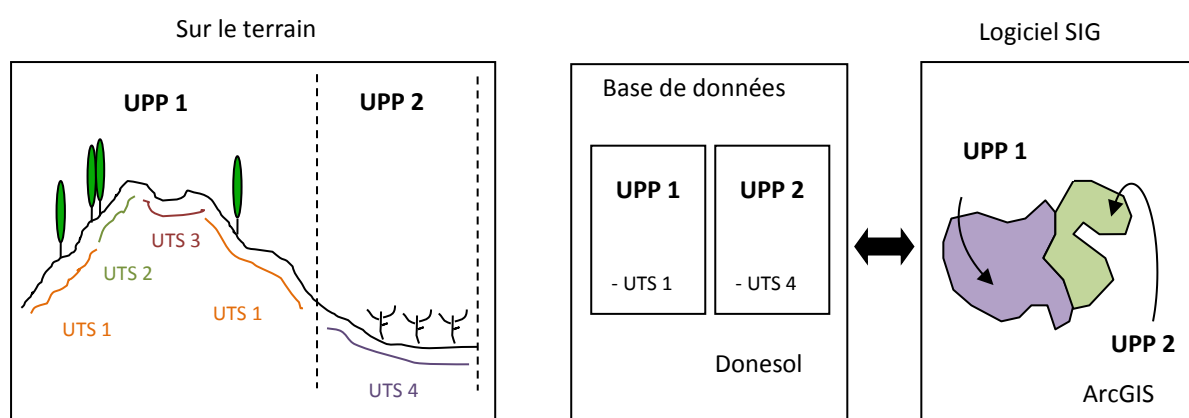 Sur le terrain
UPP 1
UPP 2
UTS 3
UTS 2
UTS 1
UTS 1
UTS 4
Base de données
UPP 1
- UTS 1
UPP 2
- UTS 4
Donesol
Logiciel SIG
UPP 1
UPP 2
ArcGIS